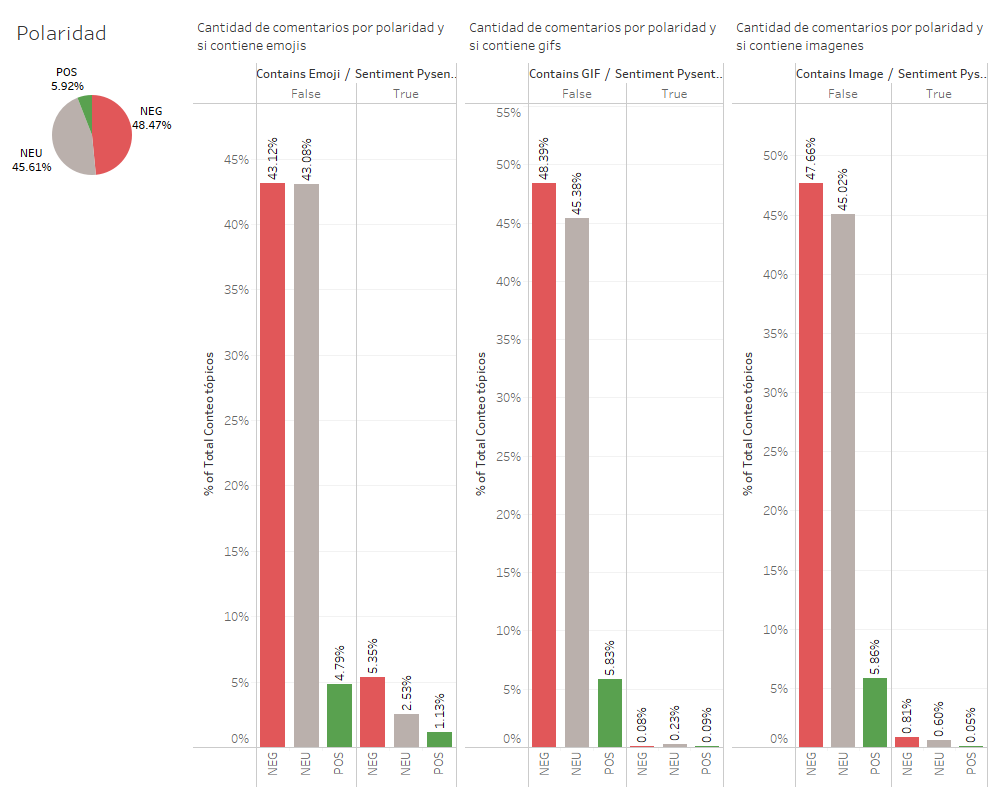 Polaridad
POS
5.92%
NEG
48.47%
NEU
45.61%
Cantidad de comentarios por polaridad y
si contiene emojis
Contains Emoji / Sentiment Pysen..
False True
% of Total Conteo tópicos
45%
40%
35%
30%
25%
20%
15%
10%
5%
0%
43.12%
43.08%
4.79%
5.35%
2.53%
1.13%
NEG NEU POS NEG NEU POS
Cantidad de comentarios por polaridad y
si contiene gifs
Contains GIF / Sentiment Pysent..
False True
% of Total Conteo tópicos
55%
50%
45%
40%
35%
30%
25%
20%
15%
10%
5%
0%
48.39%
45.38%
5.83%
0.08%
0.23%
0.09%
NEG NEU POS NEG NEU POS
Cantidad de comentarios por polaridad y
si contiene imagenes
Contains Image / Sentiment Pys..
False True
% of Total Conteo tópicos
50%
45%
40%
35%
30%
25%
20%
15%
10%
5%
0%
47.66%
45.02%
5.86%
0.81%
0.60%
0.05%
NEG NEU POS NEG NEU POS